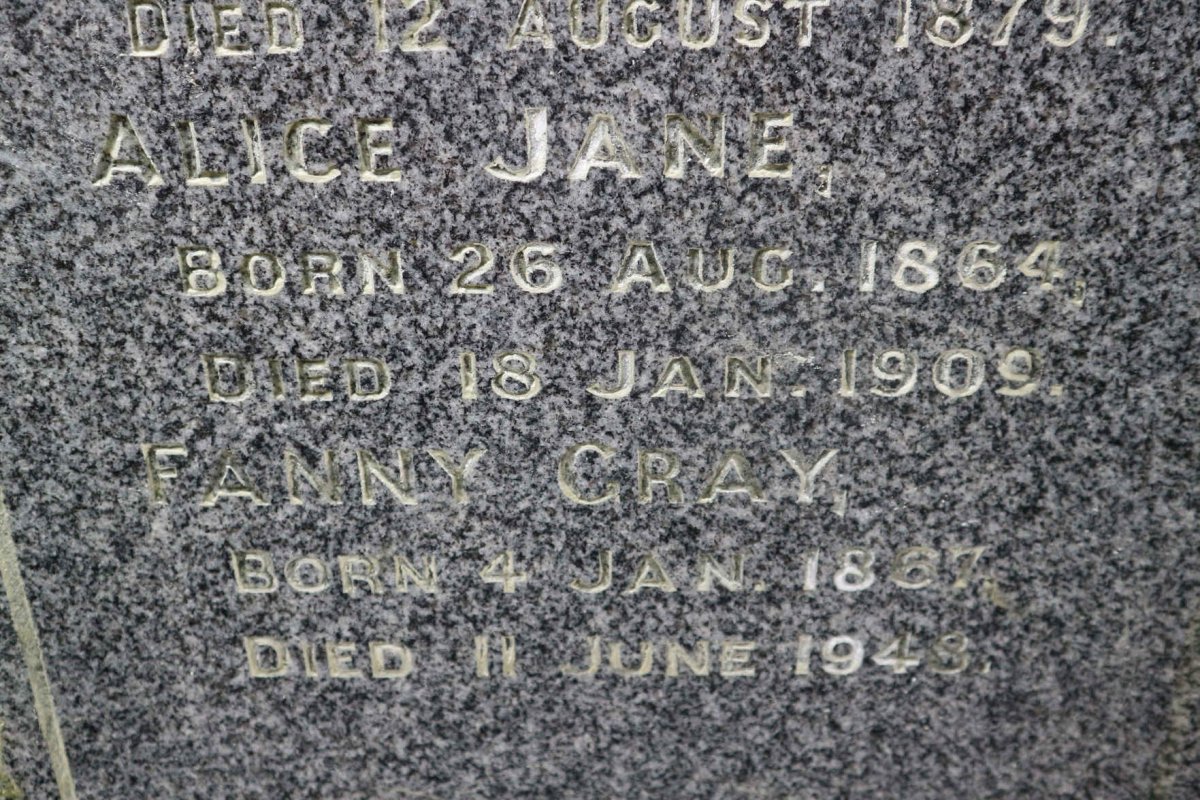 DIED 12 AUGUST 1879.
ALICE JANE,
BORN 26 AUG. 1864,
DIED 18 JAN. 1909.
FANNY GRAY,
BORN 4 JAN. 1867,
DIED 11 JUNE 1948.